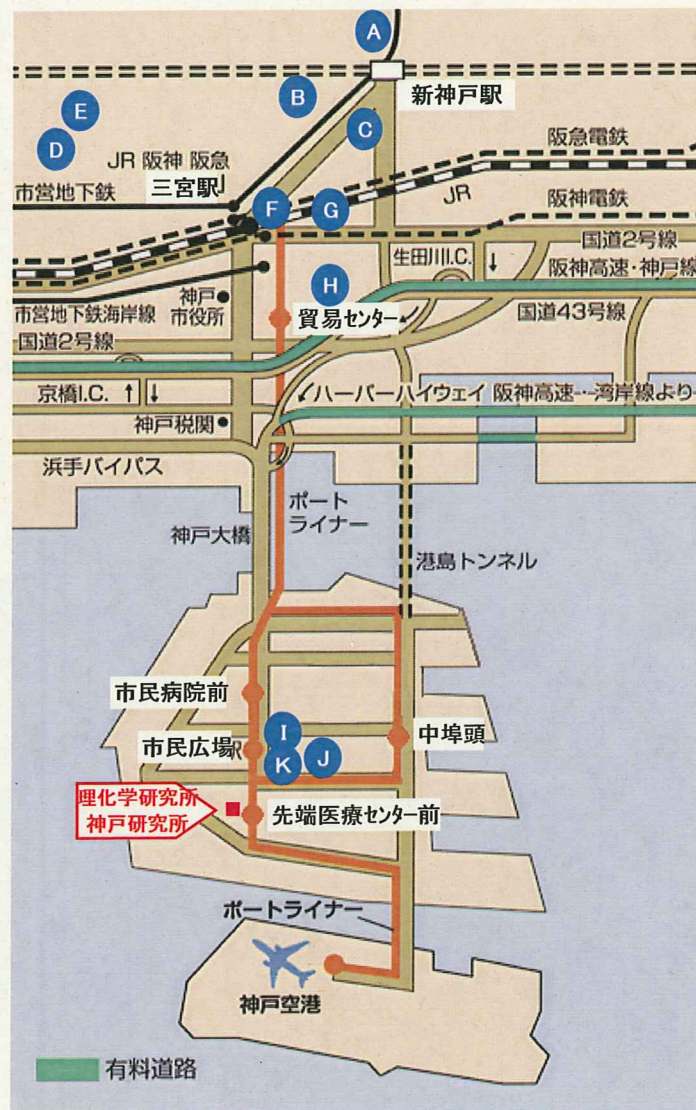 A
新神戸駅
B
E
C
D
JR 阪神 阪急
三宮駅
阪急電鉄
市営地下鉄
JR
阪神電鉄
F
G
国道2号線
生田川I.C.
↓
阪神高速・神戸線
H
神戸
市役所
市営地下鉄海岸線
貿易センター
国道43号線
国道2号線
京橋I.C. ↑↓
ハーバーハイウェイ 阪神高速…湾岸線より
神戸税関
浜手バイパス
ポート
ライナー
神戸大橋
港島トンネル
市民病院前
I
中埠頭
市民広場
R
K
J
理化学研究所
神戸研究所
先端医療センター前
ポートライナー
神戸空港
有料道路